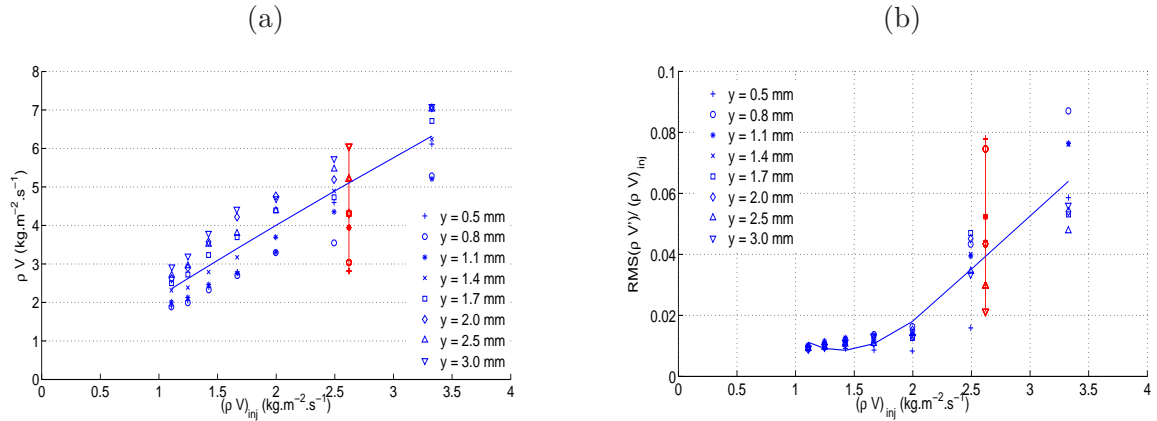 (a)
8
7
6
5
4
3
2
1
0
ρ V (kg.m⁻².s⁻¹)
y = 0.5 mm
y = 0.8 mm
y = 1.1 mm
y = 1.4 mm
y = 1.7 mm
y = 2.0 mm
y = 2.5 mm
y = 3.0 mm
0 0.5 1 1.5 2 2.5 3 3.5 4
(ρ V)inj (kg.m⁻².s⁻¹)
(b)
0.1
0.08
0.06
0.04
0.02
0
RMS(ρ V')/ (ρ V)inj
y = 0.5 mm
y = 0.8 mm
y = 1.1 mm
y = 1.4 mm
y = 1.7 mm
y = 2.0 mm
y = 2.5 mm
y = 3.0 mm
0 0.5 1 1.5 2 2.5 3 3.5 4
(ρ V)inj (kg.m⁻².s⁻¹)